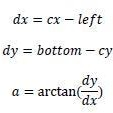 dx = cx − left
dy = bottom − cy
a = arctan(dy/dx)